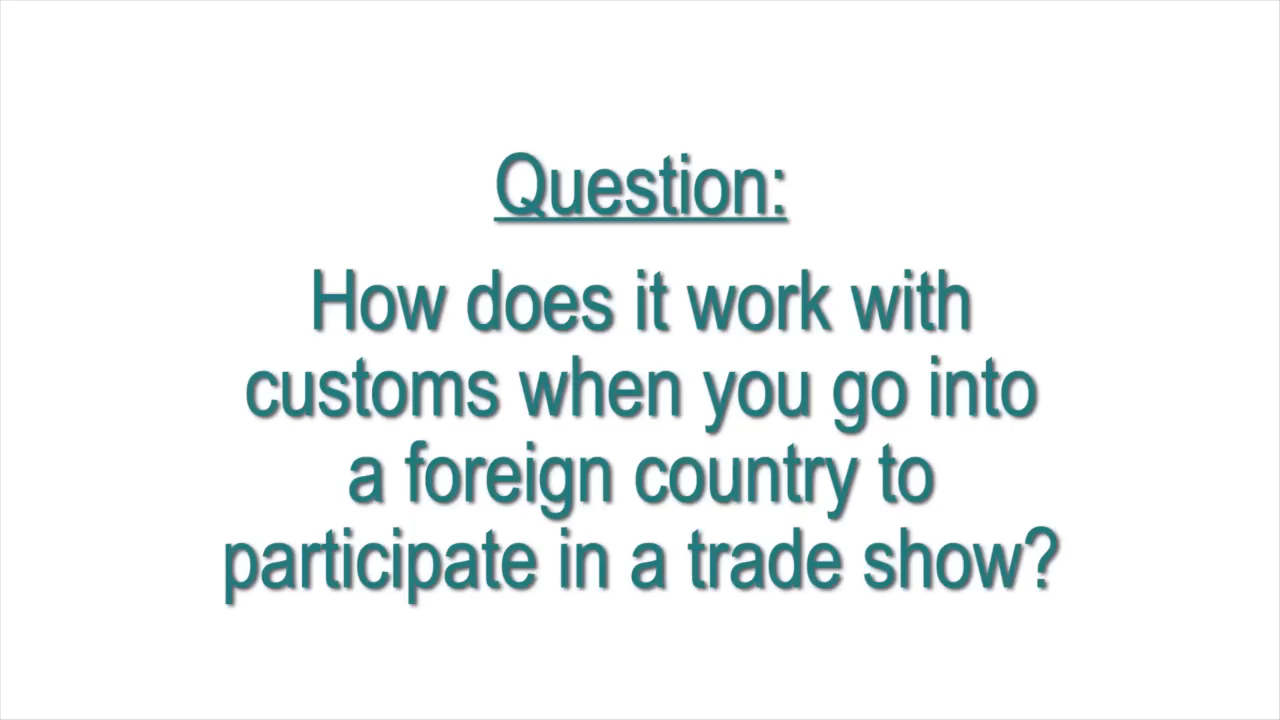 Question:
How does it work with
customs when you go into
a foreign country to
participate in a trade show?